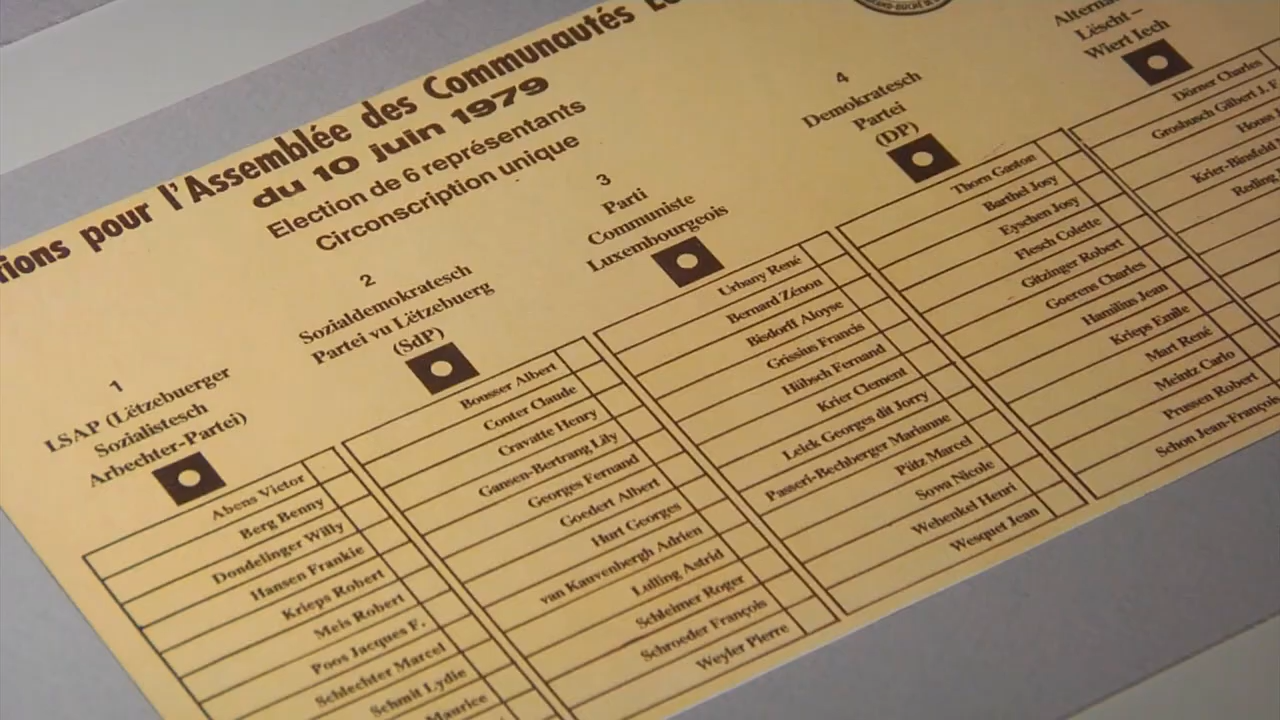 pour l'Assemblée des Communautés
du 10 juin 1979
Election de 6 représentants
Circonscription unique
GRAND-DUCHÉ DE
1
LSAP (Lëtzebuerger
Sozialistesch
Arbechter-Partei)
Abens Victor
Berg Benny
Dondelinger Willy
Hansen Frankie
Krieps Robert
Meis Robert
Poos Jacques F.
Schlechter Marcel
Schmit Lydie
Maurice
2
Sozialdemokratesch
Partei vu Lëtzebuerg
(SdP)
Bousser Albert
Conter Claude
Cravatte Henry
Gansen-Bertrang Lily
Georges Fernand
Goedert Albert
Hurt Georges
van Kauvenbergh Adrien
Lulling Astrid
Schleimer Roger
Schroeder François
Weyler Pierre
3
Parti
Communiste
Luxembourgeois
Urbany René
Bernard Zénon
Bisdorff Aloyse
Grissius Francis
Hübsch Fernand
Krier Clement
Leick Georges dit Jorry
Passeri-Bechberger Marianne
Pütz Marcel
Sowa Nicole
Wehenkel Henri
Wesquet Jean
4
Demokratesch
Partei
(DP)
Thorn Gaston
Barthel Josy
Eyschen Josy
Flesch Colette
Gitzinger Robert
Goerens Charles
Hamilius Jean
Krieps Emile
Mart René
Meintz Carlo
Prussen Robert
Schon Jean-François
Lëscht –
Wiert Iech
Dörner Charles
Grosbusch Gilbert J.
Krier-Binsfeld
Reding